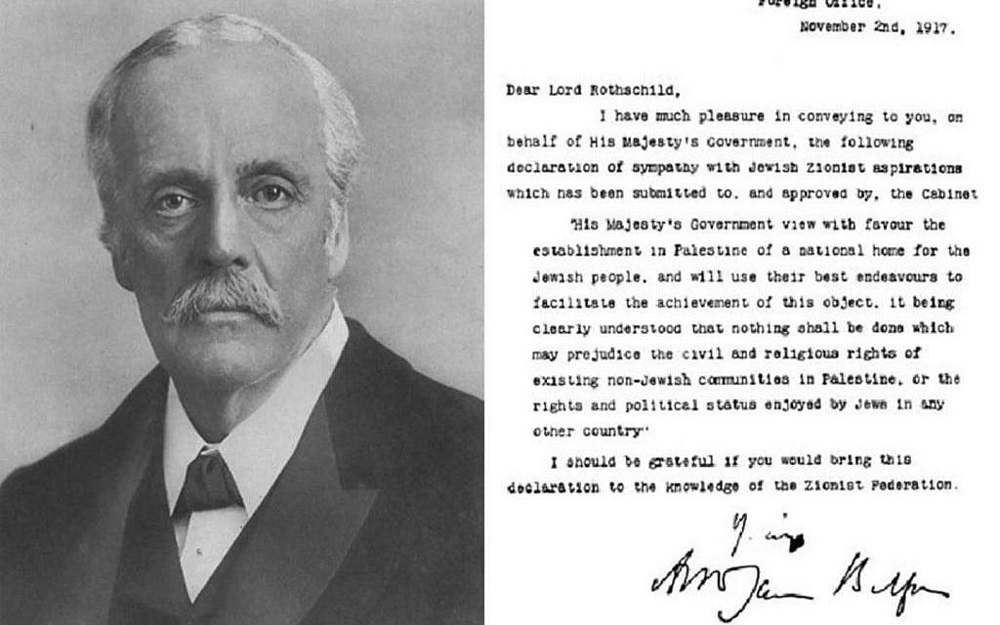 Foreign Office,
November 2nd, 1917.
Dear Lord Rothschild,
I have much pleasure in conveying to you, on
behalf of His Majesty's Government, the following
declaration of sympathy with Jewish Zionist aspirations
which has been submitted to, and approved by, the Cabinet
"His Majesty's Government view with favour the
establishment in Palestine of a national home for the
Jewish people, and will use their best endeavours to
facilitate the achievement of this object, it being
clearly understood that nothing shall be done which
may prejudice the civil and religious rights of
existing non-Jewish communities in Palestine, or the
rights and political status enjoyed by Jews in any
other country"
I should be grateful if you would bring this
declaration to the knowledge of the Zionist Federation.
Arthur James Balfour